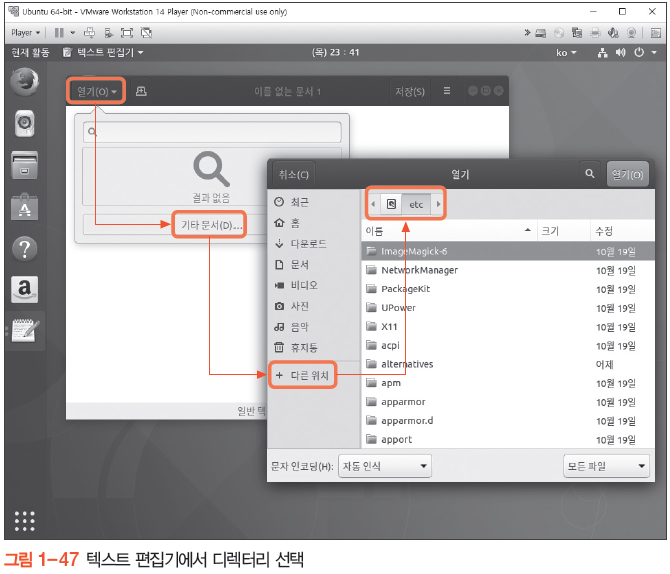 Ubuntu 64-bit - VMware Workstation 14 Player (Non-commercial use only)
Player
현재 활동 텍스트 편집기 (목) 23 : 41 ko
열기(O) 이름 없는 문서 1 저장(S)
결과 없음
기타 문서(D)...
일반 텍
취소(C) 열기 열기(O)
최근
홈
다운로드
문서
비디오
사진
음악
휴지통
다른 위치
etc
이름 크기 수정
ImageMagick-6 10월 19일
NetworkManager 10월 19일
PackageKit 10월 19일
UPower 10월 19일
X11 10월 19일
acpi 10월 19일
alternatives 어제
apm 10월 19일
apparmor 10월 19일
apparmor.d 10월 19일
apport 10월 19일
문자 인코딩(H): 자동 인식 모든 파일
그림 1-47 텍스트 편집기에서 디렉터리 선택